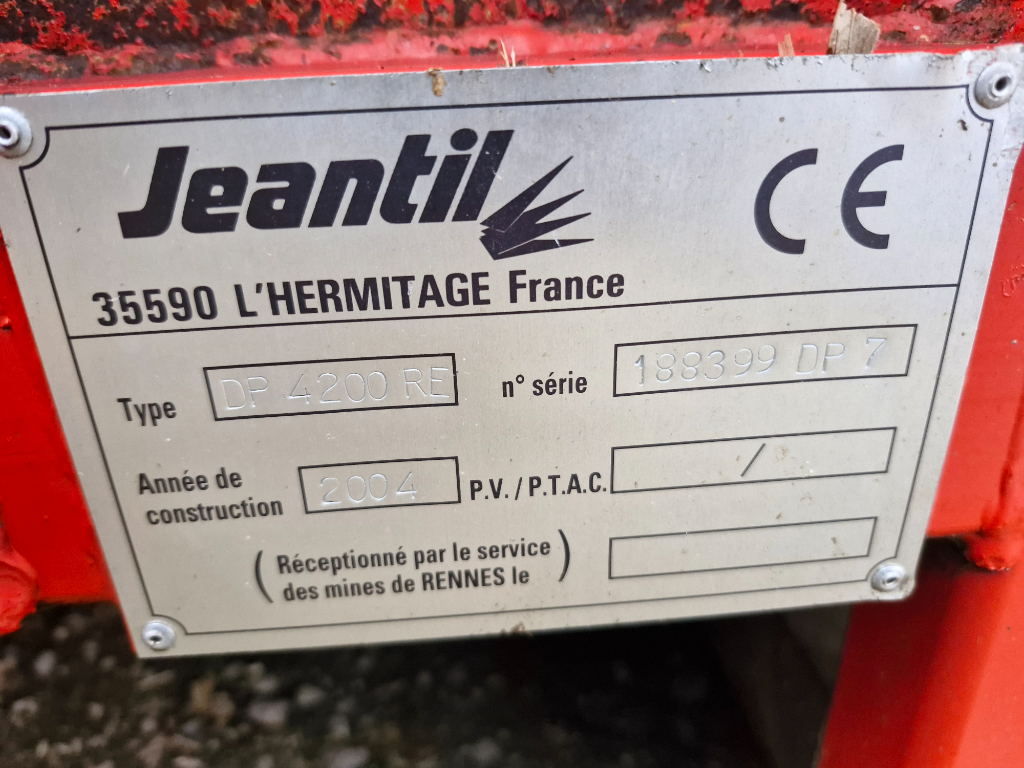 Jeantil CE
35590 L'HERMITAGE France
Type DP 4200 RE n° série 188399 DP 7
Année de construction 2004 P.V. / P.T.A.C. /
(Réceptionné par le service
des mines de RENNES le)